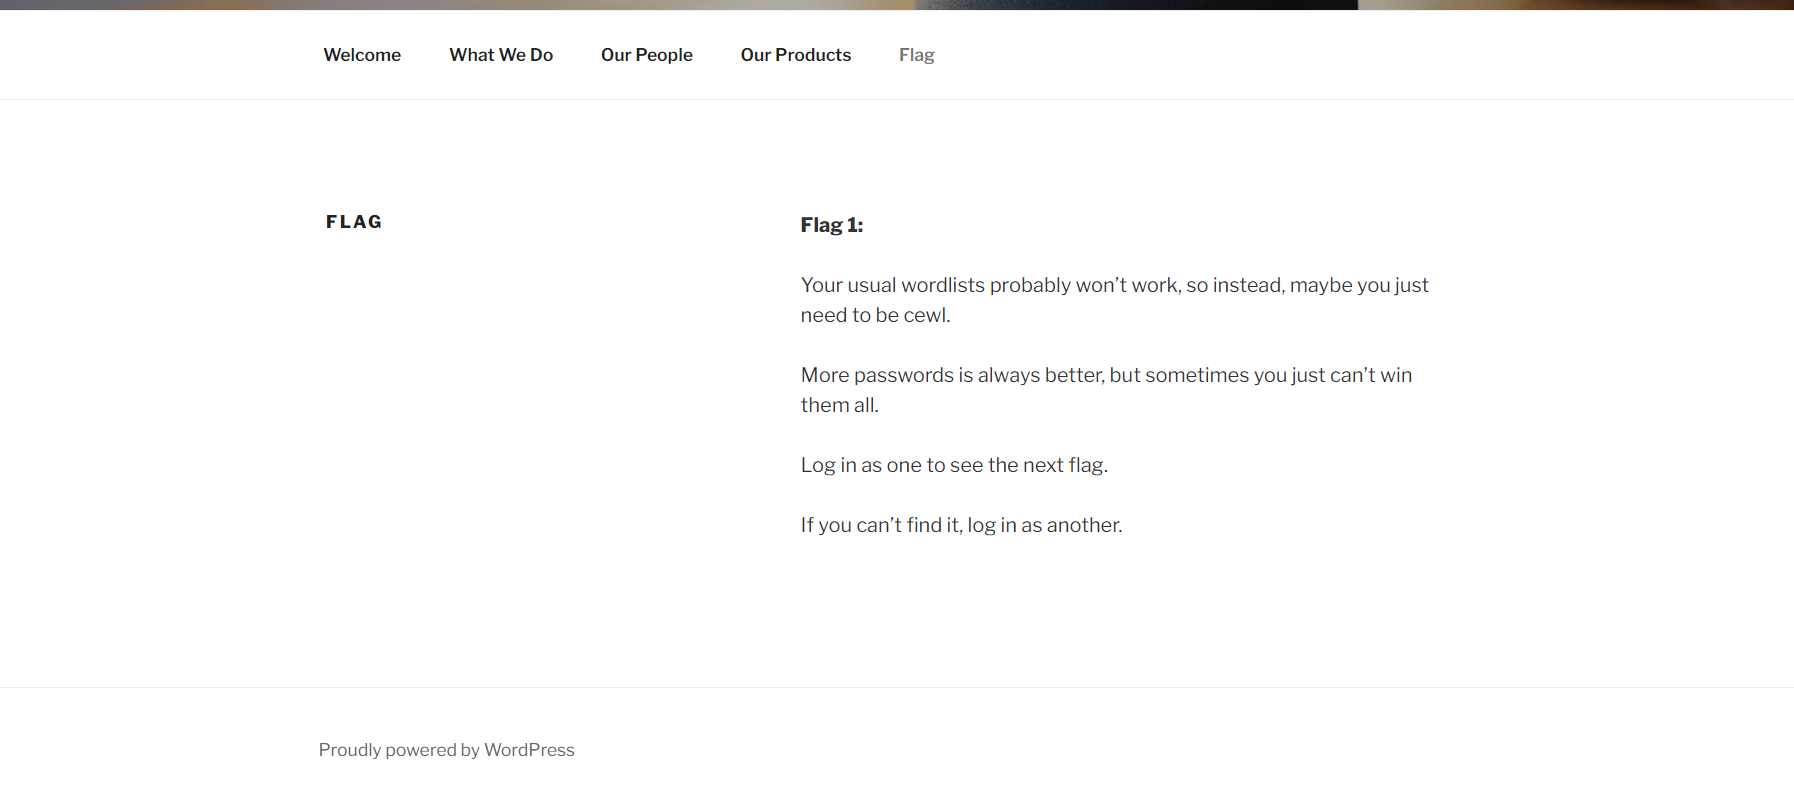 Welcome What We Do Our People Our Products Flag
FLAG
Flag 1:
Your usual wordlists probably won’t work, so instead, maybe you just
need to be cewl.
More passwords is always better, but sometimes you just can’t win
them all.
Log in as one to see the next flag.
If you can’t find it, log in as another.
Proudly powered by WordPress